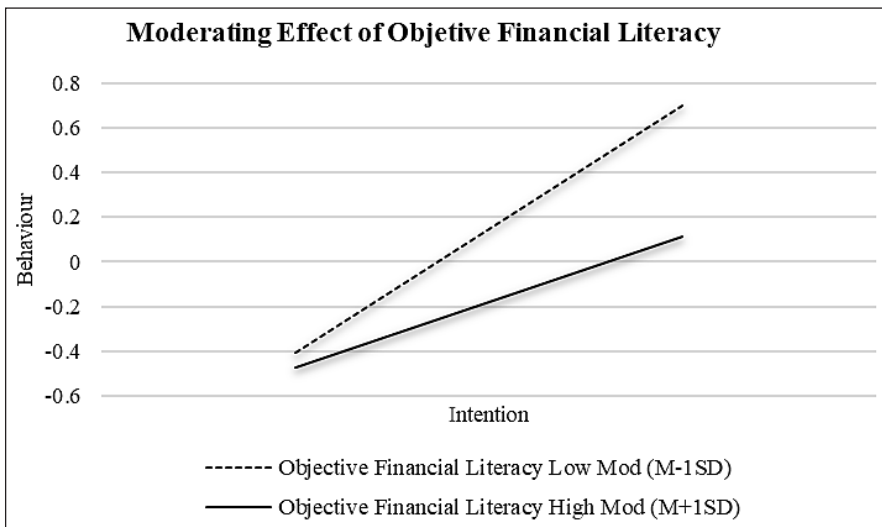 Moderating Effect of Objetive Financial Literacy
0.8
0.6
0.4
0.2
0
-0.2
-0.4
-0.6
Behaviour
Intention
Objective Financial Literacy Low Mod (M-1SD)
Objective Financial Literacy High Mod (M+1SD)